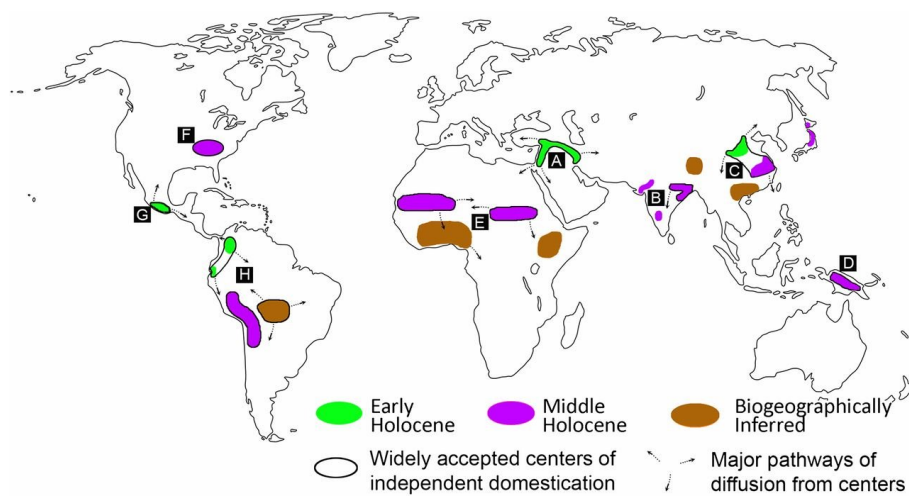 F
A
C
G
B
E
H
D
Early
Holocene
Middle
Holocene
Biogeographically
Inferred
Widely accepted centers of
independent domestication
Major pathways of
diffusion from centers